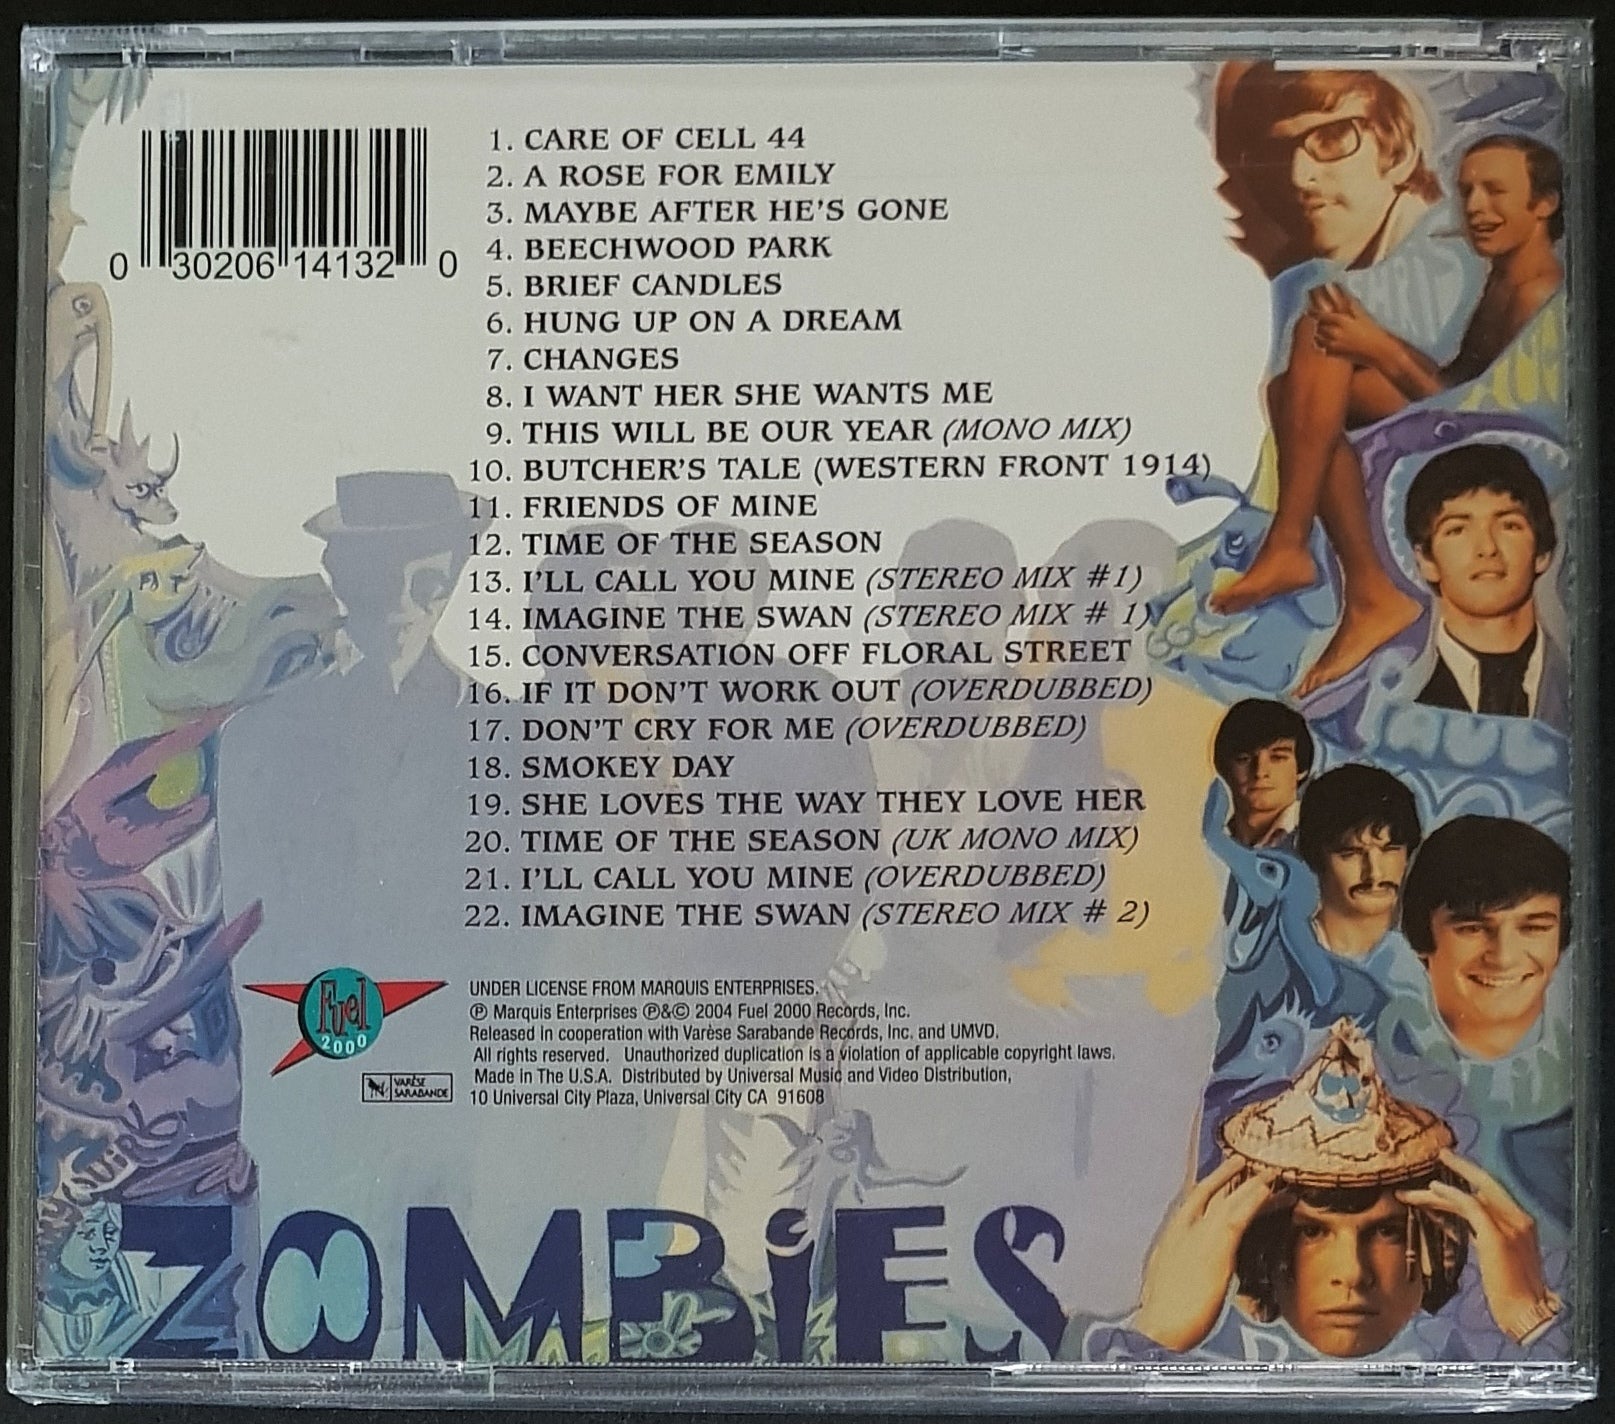 0 30206 14132 0
1. CARE OF CELL 44
2. A ROSE FOR EMILY
3. MAYBE AFTER HE'S GONE
4. BEECHWOOD PARK
5. BRIEF CANDLES
6. HUNG UP ON A DREAM
7. CHANGES
8. I WANT HER SHE WANTS ME
9. THIS WILL BE OUR YEAR (MONO MIX)
10. BUTCHER'S TALE (WESTERN FRONT 1914)
11. FRIENDS OF MINE
12. TIME OF THE SEASON
13. I'LL CALL YOU MINE (STEREO MIX #1)
14. IMAGINE THE SWAN (STEREO MIX # 1)
15. CONVERSATION OFF FLORAL STREET
16. IF IT DON'T WORK OUT (OVERDUBBED)
17. DON'T CRY FOR ME (OVERDUBBED)
18. SMOKEY DAY
19. SHE LOVES THE WAY THEY LOVE HER
20. TIME OF THE SEASON (UK MONO MIX)
21. I'LL CALL YOU MINE (OVERDUBBED)
22. IMAGINE THE SWAN (STEREO MIX # 2)
Fuel
2000
VARÈSE
SARABANDE
UNDER LICENSE FROM MARQUIS ENTERPRISES.
℗ Marquis Enterprises ℗&© 2004 Fuel 2000 Records, Inc.
Released in cooperation with Varèse Sarabande Records, Inc. and UMVD.
All rights reserved. Unauthorized duplication is a violation of applicable copyright laws.
Made in The U.S.A. Distributed by Universal Music and Video Distribution,
10 Universal City Plaza, Universal City CA 91608
ZOMBiES